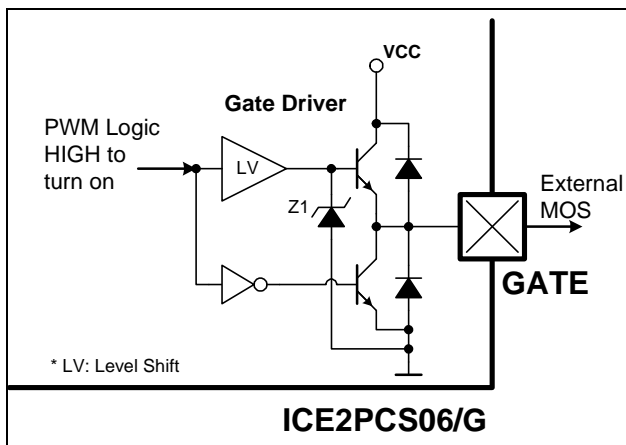 VCC
Gate Driver
PWM Logic
HIGH to
turn on
LV
Z1
External
MOS
GATE
* LV: Level Shift
ICE2PCS06/G